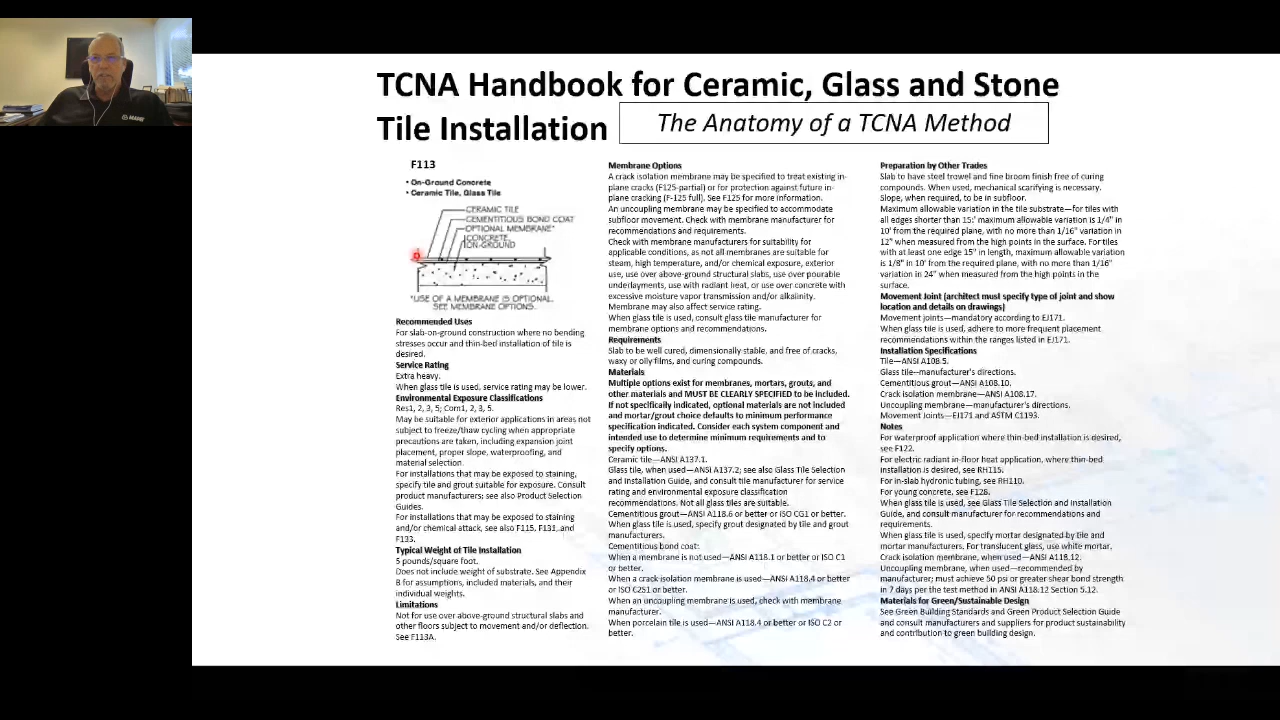 TCNA Handbook for Ceramic, Glass and Stone
Tile Installation
The Anatomy of a TCNA Method
F113
• On-Ground Concrete
• Ceramic Tile, Glass Tile
CERAMIC TILE
CEMENTITIOUS BOND COAT
OPTIONAL MEMBRANE*
CONCRETE,
ON-GROUND
*USE OF A MEMBRANE IS OPTIONAL.
SEE MEMBRANE OPTIONS.
Recommended Uses
For slab-on-ground construction where no bending
stresses occur and thin-bed installation of tile is
desired.
Service Rating
Extra heavy.
When glass tile is used, service rating may be lower.
Environmental Exposure Classifications
Res1, 2, 3, 5; Com1, 2, 3, 5.
May be suitable for exterior applications in areas not
subject to freeze/thaw cycling when appropriate
precautions are taken, including expansion joint
placement, proper slope, waterproofing, and
material selection.
For installations that may be exposed to staining,
specify tile and grout suitable for exposure. Consult
product manufacturers; see also Product Selection
Guides.
For installations that may be exposed to staining
and/or chemical attack, see also F115, F131, and
F133.
Typical Weight of Tile Installation
5 pounds/square foot.
Does not include weight of substrate. See Appendix
B for assumptions, included materials, and their
individual weights.
Limitations
Not for use over above-ground structural slabs and
other floors subject to movement and/or deflection.
See F113A.
Membrane Options
A crack isolation membrane may be specified to treat existing in-
plane cracks (F125-partial) or for protection against future in-
plane cracking (F-125 full). See F125 for more information.
An uncoupling membrane may be specified to accommodate
subfloor movement. Check with membrane manufacturer for
recommendations and requirements.
Check with membrane manufacturers for suitability for
applicable conditions, as not all membranes are suitable for
steam, high temperature, and/or chemical exposure, exterior
use, use over above-ground structural slabs, use over pourable
underlayments, use with radiant heat, or use over concrete with
excessive moisture vapor transmission and/or alkalinity.
Membrane may also affect service rating.
When glass tile is used, consult glass tile manufacturer for
membrane options and recommendations.
Requirements
Slab to be well cured, dimensionally stable, and free of cracks,
waxy or oily films, and curing compounds.
Materials
Multiple options exist for membranes, mortars, grouts, and
other materials and MUST BE CLEARLY SPECIFIED to be included.
If not specifically indicated, optional materials are not included
and mortar/grout choice defaults to minimum performance
specification indicated. Consider each system component and
intended use to determine minimum requirements and to
specify options.
Ceramic tile—ANSI A137.1.
Glass tile, when used—ANSI A137.2; see also Glass Tile Selection
and Installation Guide, and consult tile manufacturer for service
rating and environmental exposure classification
recommendations. Not all glass tiles are suitable.
Cementitious grout—ANSI A118.6 or better or ISO CG1 or better.
When glass tile is used, specify grout designated by tile and grout
manufacturers.
Cementitious bond coat:
When a membrane is not used—ANSI A118.1 or better or ISO C1
or better.
When a crack isolation membrane is used—ANSI A118.4 or better
or ISO C2S1 or better.
When an uncoupling membrane is used, check with membrane
manufacturer.
When porcelain tile is used—ANSI A118.4 or better or ISO C2 or
better.
Preparation by Other Trades
Slab to have steel trowel and fine broom finish free of curing
compounds. When used, mechanical scarifying is necessary.
Slope, when required, to be in subfloor.
Maximum allowable variation in the tile substrate—for tiles with
all edges shorter than 15:' maximum allowable variation is 1/4" in
10' from the required plane, with no more than 1/16" variation in
12" when measured from the high points in the surface. For tiles
with at least one edge 15" in length, maximum allowable variation
is 1/8" in 10' from the required plane, with no more than 1/16"
variation in 24" when measured from the high points in the
surface.
Movement Joint (architect must specify type of joint and show
location and details on drawings)
Movement joints—mandatory according to EJ171.
When glass tile is used, adhere to more frequent placement
recommendations within the ranges listed in EJ171.
Installation Specifications
Tile—ANSI A108.5.
Glass tile--manufacturer's directions.
Cementitious grout—ANSI A108.10.
Crack isolation membrane—ANSI A108.17.
Uncoupling membrane—manufacturer's directions.
Movement Joints—EJ171 and ASTM C1193.
Notes
For waterproof application where thin-bed installation is desired,
see F122.
For electric radiant in-floor heat application, where thin-bed
installation is desired, see RH115.
For in-slab hydronic tubing, see RH110.
For young concrete, see F128.
When glass tile is used, see Glass Tile Selection and Installation
Guide, and consult manufacturer for recommendations and
requirements.
When glass tile is used, specify mortar designated by tile and
mortar manufacturers. For translucent glass, use white mortar.
Crack isolation membrane, when used—ANSI A118.12.
Uncoupling membrane, when used—recommended by
manufacturer; must achieve 50 psi or greater shear bond strength
in 7 days per the test method in ANSI A118.12 Section 5.12.
Materials for Green/Sustainable Design
See Green Building Standards and Green Product Selection Guide
and consult manufacturers and suppliers for product sustainability
and contribution to green building design.